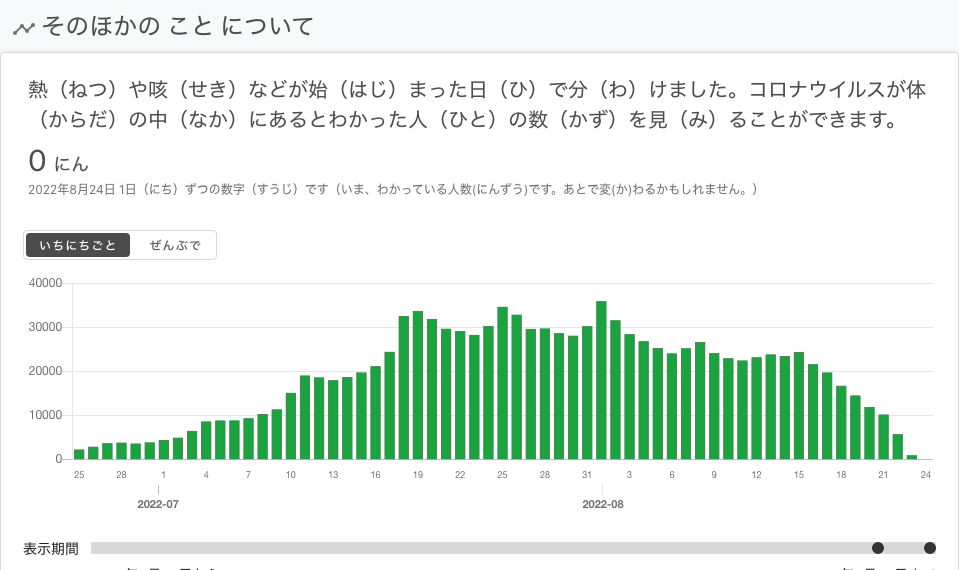 そのほかの こと について
熱（ねつ）や咳（せき）などが始（はじ）まった日（ひ）で分（わ）けました。コロナウイルスが体
（からだ）の中（なか）にあるとわかった人（ひと）の数（かず）を見（み）ることができます。
0 にん
2022年8月24日 1日（にち）ずつの数字（すうじ）です（いま、わかっている人数(にんずう)です。あとで変(か)わるかもしれません。）
いちにちごと ぜんぶで
40000
30000
20000
10000
0
25 28 1 4 7 10 13 16 19 22 25 28 31 3 6 9 12 15 18 21 24
2022-07 2022-08
表示期間